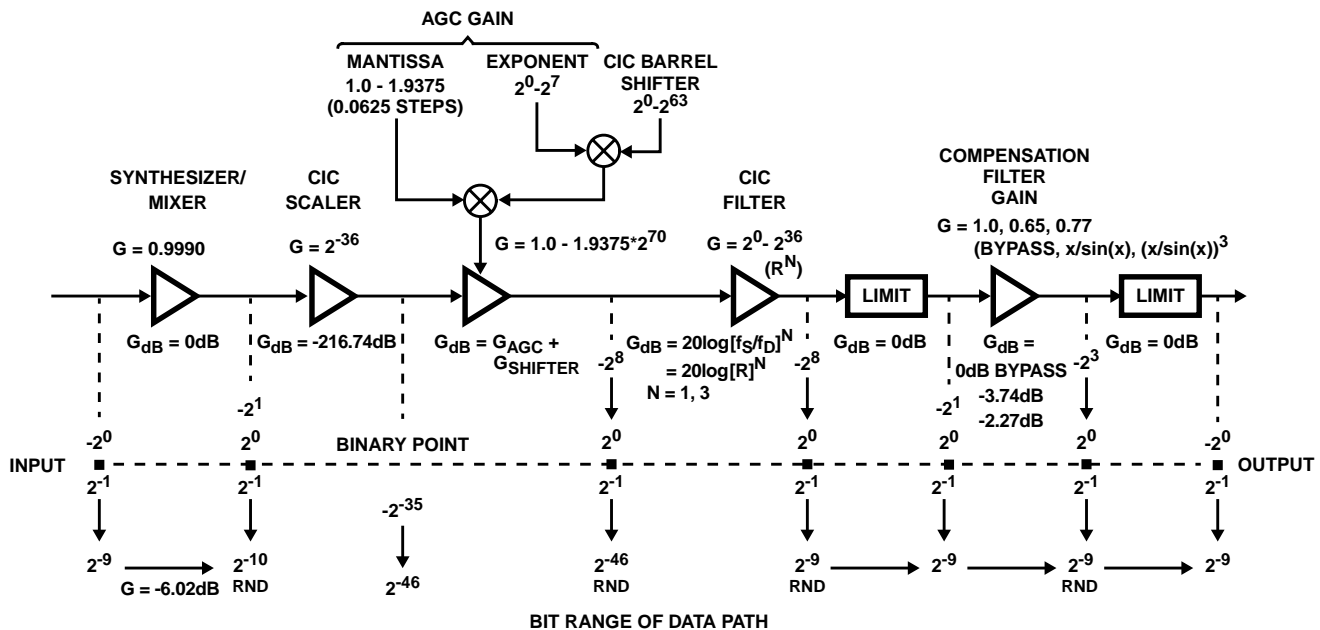 AGC GAIN
MANTISSA
1.0 - 1.9375
(0.0625 STEPS)
EXPONENT
2^0-2^7
CIC BARREL
SHIFTER
2^0-2^63
SYNTHESIZER/
MIXER
G = 0.9990
G_dB = 0dB
CIC
SCALER
G = 2^-36
G_dB = -216.74dB
G = 1.0 - 1.9375*2^70
G_dB = G_AGC +
G_SHIFTER
CIC
FILTER
G = 2^0 - 2^36
(R^N)
G_dB = 20log[f_S/f_D]^N
= 20log[R]^N
N = 1, 3
LIMIT
G_dB = 0dB
COMPENSATION
FILTER
GAIN
G = 1.0, 0.65, 0.77
(BYPASS, x/sin(x), (x/sin(x))^3
G_dB =
0dB BYPASS
-3.74dB
-2.27dB
LIMIT
G_dB = 0dB
-2^8
-2^8
-2^3
-2^1
-2^1
INPUT
-2^0
2^0
BINARY POINT
2^0
2^0
2^0
2^0
-2^0
OUTPUT
2^-1
2^-1
2^-1
2^-1
2^-1
2^-1
2^-1
-2^-35
2^-9
G = -6.02dB
2^-10
RND
2^-46
2^-46
RND
2^-9
RND
2^-9
2^-9
RND
2^-9
BIT RANGE OF DATA PATH